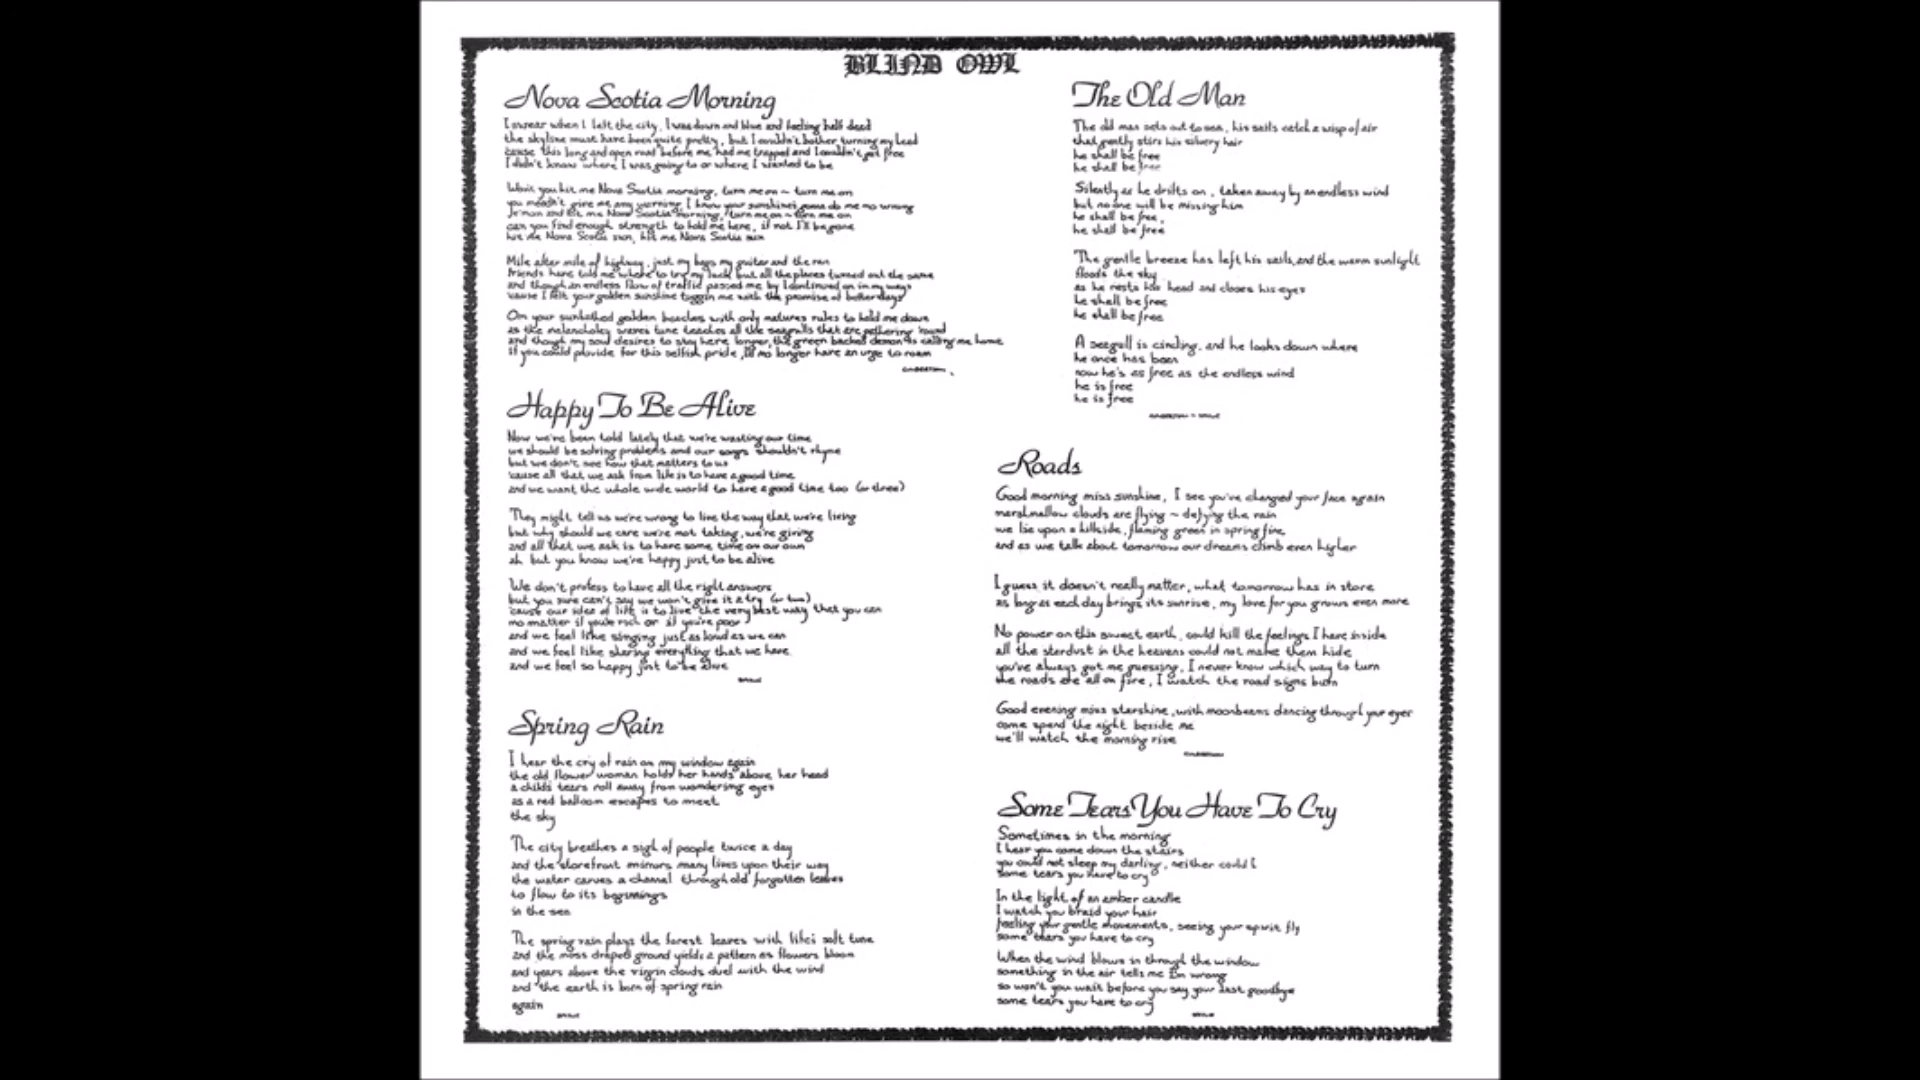 BLIND OWL
Nova Scotia Morning
I swear when I left the city, I was down and blue and feeling half dead
the skyline must have been quite pretty, but I couldn't bother turning my head
'cause this long and open road before me had me trapped and I couldn't get free
I didn't know where I was going to or where I wanted to be
Won't you hit me Nova Scotia morning, turn me on ~ turn me on
you needn't give me any warning I know your sunshine's gonna do me no wrong
c'mon and hit me Nova Scotia morning, turn me on ~ turn me on
can you find enough strength to hold me here, if not I'll be gone
hit me Nova Scotia sun, hit me Nova Scotia sun
Mile after mile of highway, just my bags my guitar and the rain
friends have told me where to try my luck but all the places turned out the same
and though an endless flow of traffic passed me by I continued on in my ways
'cause I felt your golden sunshine tuggin me with the promise of better days
On your sunbathed golden beaches with only natures rules to hold me down
as the melancholey waves tune teaches all the seagulls that are gathering 'round
and though my soul desires to stay here longer, the green backed demon is calling me home
if you could provide for this selfish pride, I'd no longer have an urge to roam
Happy To Be Alive
Now we've been told lately that we're wasting our time
we should be solving problems and our songs shouldn't rhyme
but we don't see how that matters to us
'cause all that we ask from life is to have a good time
and we want the whole wide world to have a good time too (or three)
They might tell us we're wrong to live the way that we're living
but why should we care we're not taking, we're giving
and all that we ask is to have some time on our own
ah but you know we're happy just to be alive
We don't profess to have all the right answers
but you sure can't say we won't give it a try (or two)
'cause our idea of life is to live the very best way that you can
no matter if you're rich or if you're poor
and we feel like singing just as loud as we can
and we feel like sharing everything that we have
and we feel so happy just to be alive
Spring Rain
I hear the cry of rain on my window again
the old flower woman holds her hands above her head
a childs tears roll away from wondering eyes
as a red balloon escapes to meet
the sky
The city breathes a sigh of people twice a day
and the storefront mirrors many lives upon their way
the water carves a channel through old forgotten leaves
to flow to its beginnings
in the sea
The spring rain plays the forest leaves with life's soft tune
and the moss draped ground yields a pattern as flowers bloom
and years above the virgin clouds duel with the wind
and the earth is born of spring rain
again
The Old Man
The old man sets out to sea, his sails catch a wisp of air
that gently stirs his silvery hair
he shall be free
he shall be free
Silently as he drifts on, taken away by an endless wind
but no one will be missing him
he shall be free,
he shall be free
The gentle breeze has left his sails, and the warm sunlight
floods the sky
as he rests his head and closes his eyes
he shall be free
he shall be free
A seagull is circling, and he looks down where
he once has been
now he's as free as the endless wind
he is free
he is free
Roads
Good morning miss sunshine, I see you've changed your face again
marshmallow clouds are flying ~ defying the rain
we lie upon a hillside, flaming green in spring fire
and as we talk about tomorrow our dreams climb even higher
I guess it doesn't really matter, what tomorrow has in store
as long as each day brings its sunrise, my love for you grows even more
No power on this sweet earth, could kill the feelings I have inside
all the stardust in the heavens could not make them hide
you've always got me guessing, I never know which way to turn
the roads are all on fire, I watch the road signs burn
Good evening miss starshine, with moonbeams dancing through your eyes
come spend the night beside me
we'll watch the morning rise
Some Tears You Have To Cry
Sometimes in the morning
I hear you come down the stairs
you could not sleep my darling, neither could I
some tears you have to cry
In the light of an amber candle
I watch you braid your hair
feeling your gentle movements, seeing your spirit fly
some tears you have to cry
When the wind blows in through the window
something in the air tells me I'm wrong
so won't you wait before you say your last goodbye
some tears you have to cry